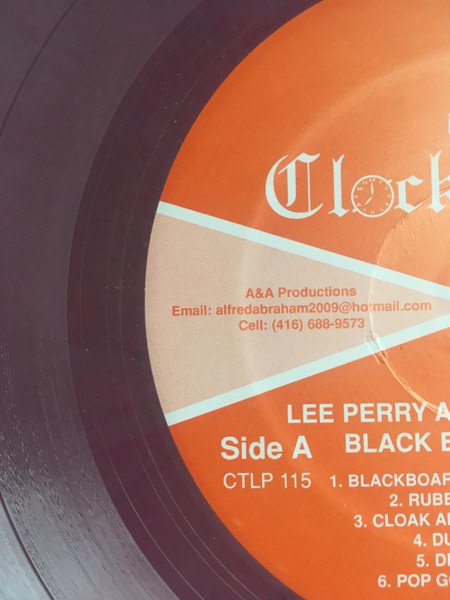 Clock
A&A Productions
Email: alfredabraham2009@hotmail.com
Cell: (416) 688-9573
LEE PERRY A
Side A BLACK
CTLP 115 1. BLACKBOAR
2. RUBB
3. CLOAK A
4. DU
5. D
6. POP G